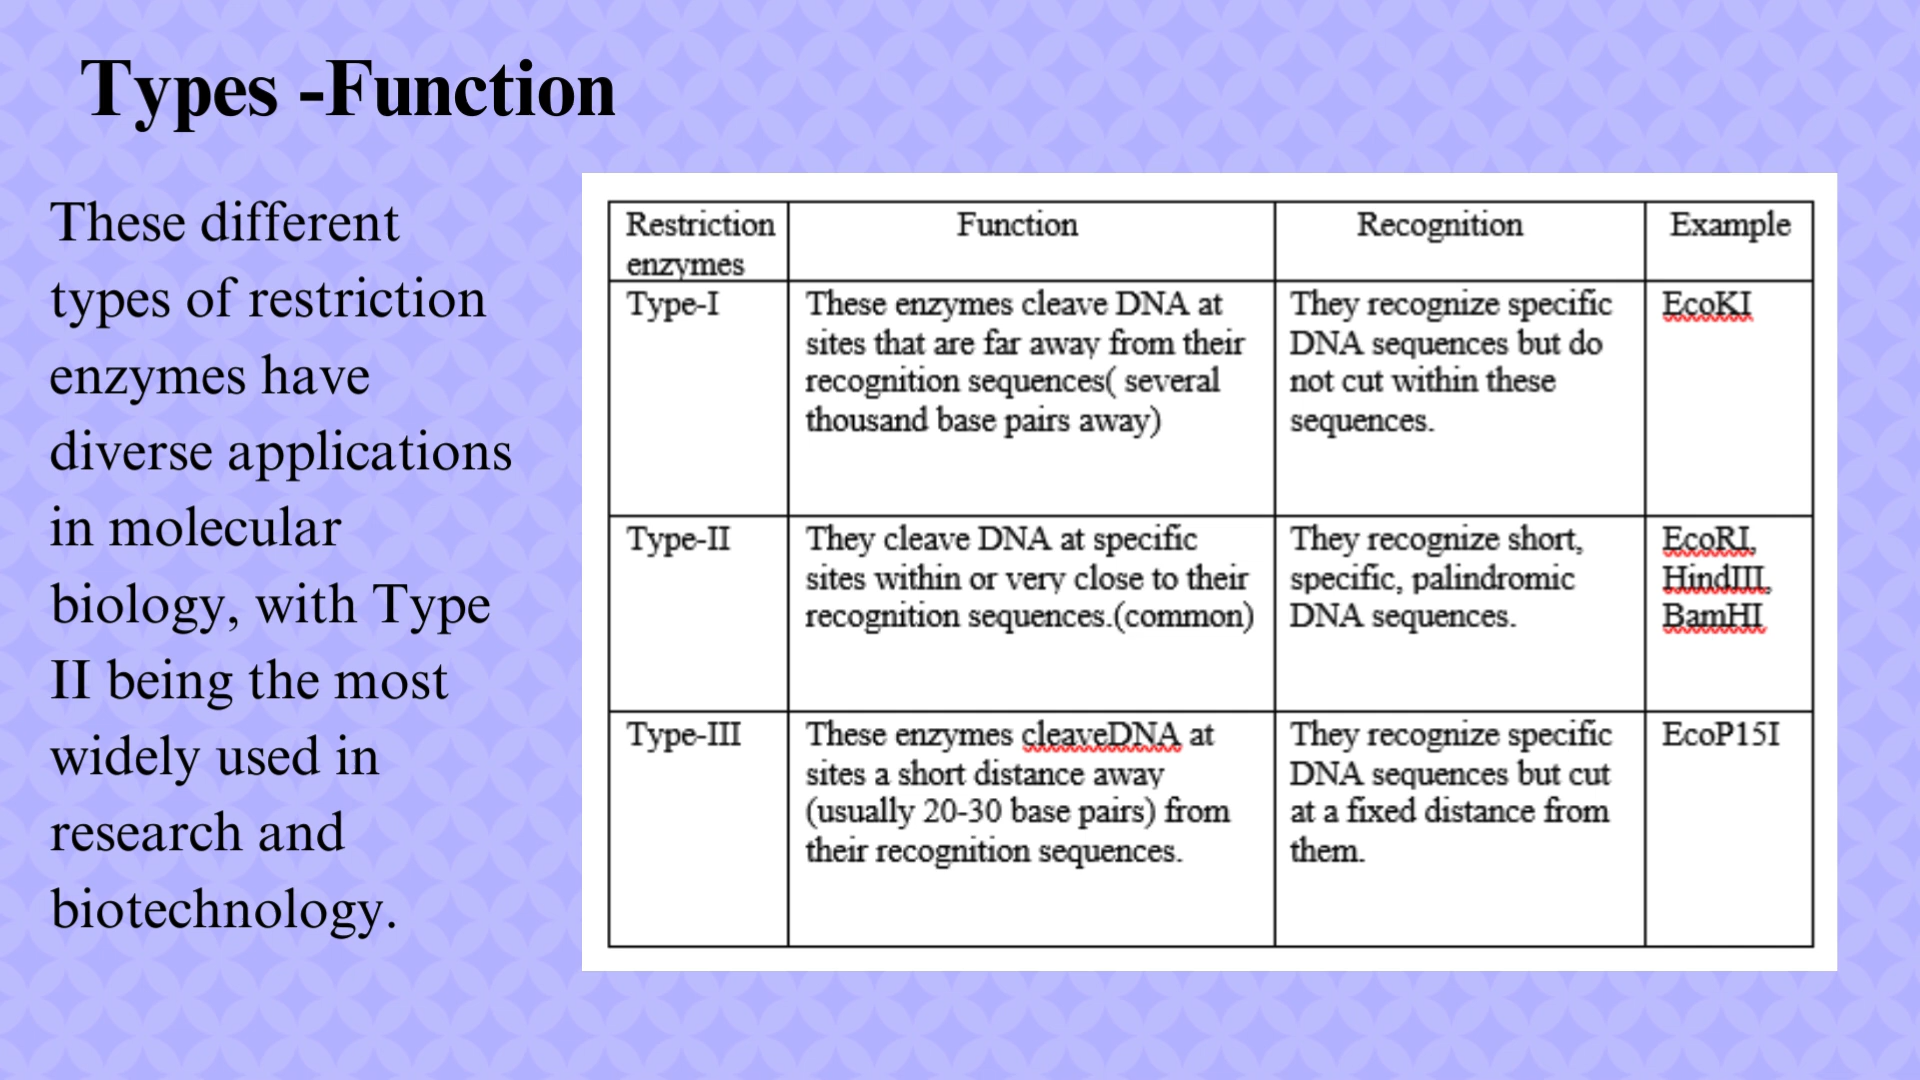 Types -Function
These different
types of restriction
enzymes have
diverse applications
in molecular
biology, with Type
II being the most
widely used in
research and
biotechnology.
Restriction
enzymes
Function
Recognition
Example
Type-I
These enzymes cleave DNA at
sites that are far away from their
recognition sequences( several
thousand base pairs away)
They recognize specific
DNA sequences but do
not cut within these
sequences.
EcoKI
Type-II
They cleave DNA at specific
sites within or very close to their
recognition sequences.(common)
They recognize short,
specific, palindromic
DNA sequences.
EcoRI,
HindIII,
BamHI
Type-III
These enzymes cleaveDNA at
sites a short distance away
(usually 20-30 base pairs) from
their recognition sequences.
They recognize specific
DNA sequences but cut
at a fixed distance from
them.
EcoP15I